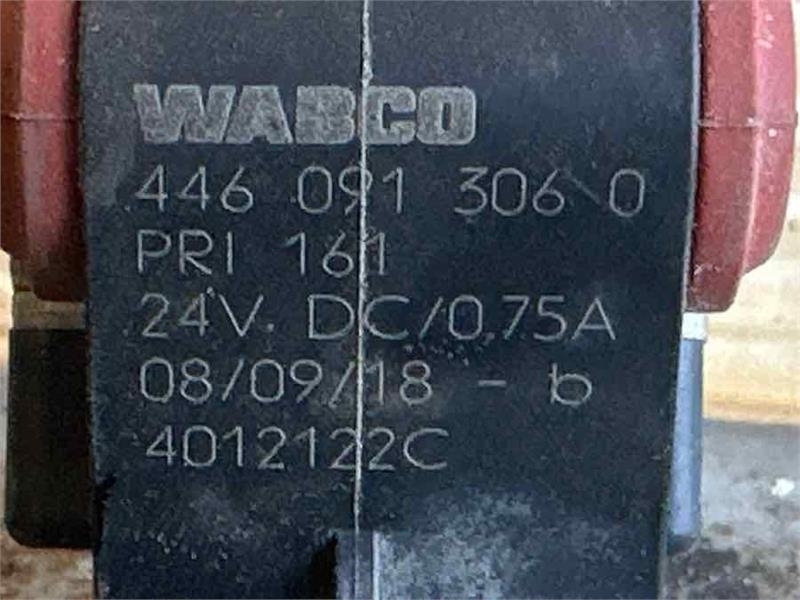 WABCO
446 091 306 0
PRI 161
24V. DC/0.75A
08/09/18 - b
4012122C